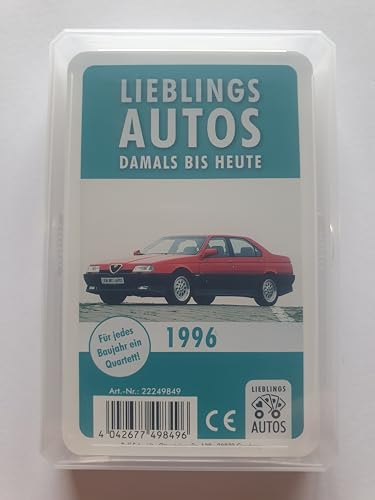 LIEBLINGS
AUTOS
DAMALS BIS HEUTE
1996
Für jedes
Baujahr ein
Quartett!
Art.-Nr.: 22249849
4 042677 498496
CE
LIEBLINGS
AUTOS